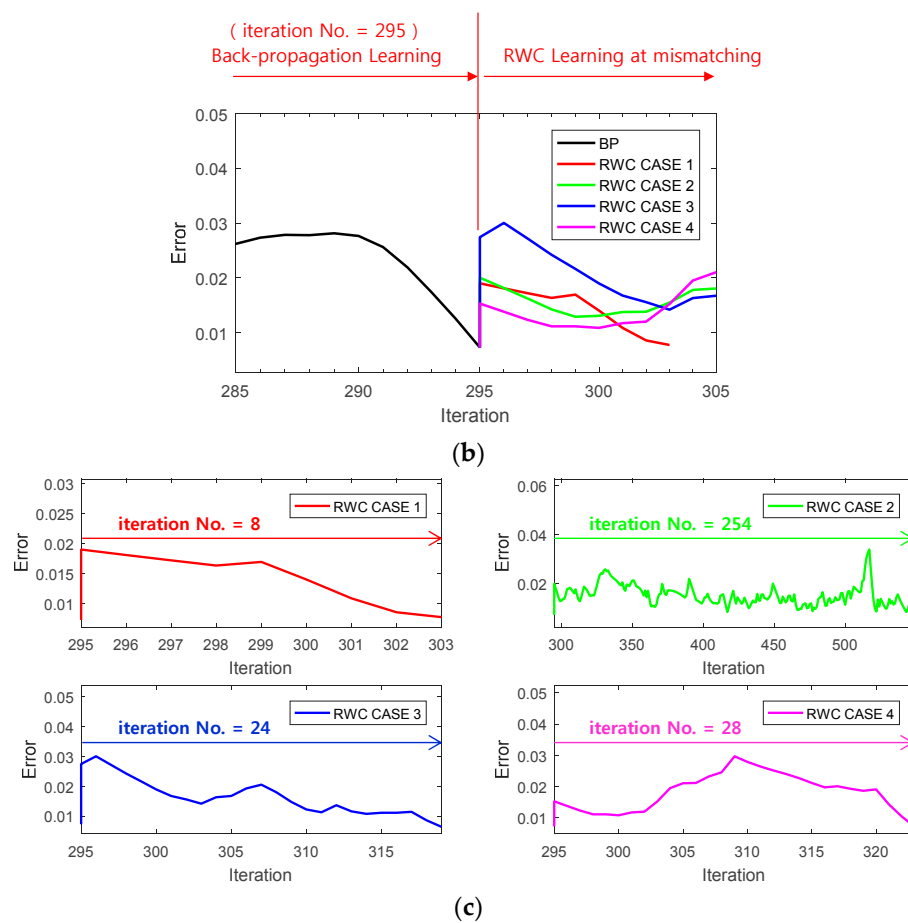 ( iteration No. = 295 )
Back-propagation Learning
RWC Learning at mismatching
0.05
0.04
0.03
0.02
0.01
Error
BP
RWC CASE 1
RWC CASE 2
RWC CASE 3
RWC CASE 4
285 290 295 300 305
Iteration
(b)
0.03
0.025
0.02
0.015
0.01
Error
RWC CASE 1
iteration No. = 8
295 296 297 298 299 300 301 302 303
Iteration
0.06
0.04
0.02
Error
RWC CASE 2
iteration No. = 254
300 350 400 450 500
Iteration
0.05
0.04
0.03
0.02
0.01
Error
RWC CASE 3
iteration No. = 24
295 300 305 310 315
Iteration
0.05
0.04
0.03
0.02
0.01
Error
RWC CASE 4
iteration No. = 28
295 300 305 310 315 320
Iteration
(c)